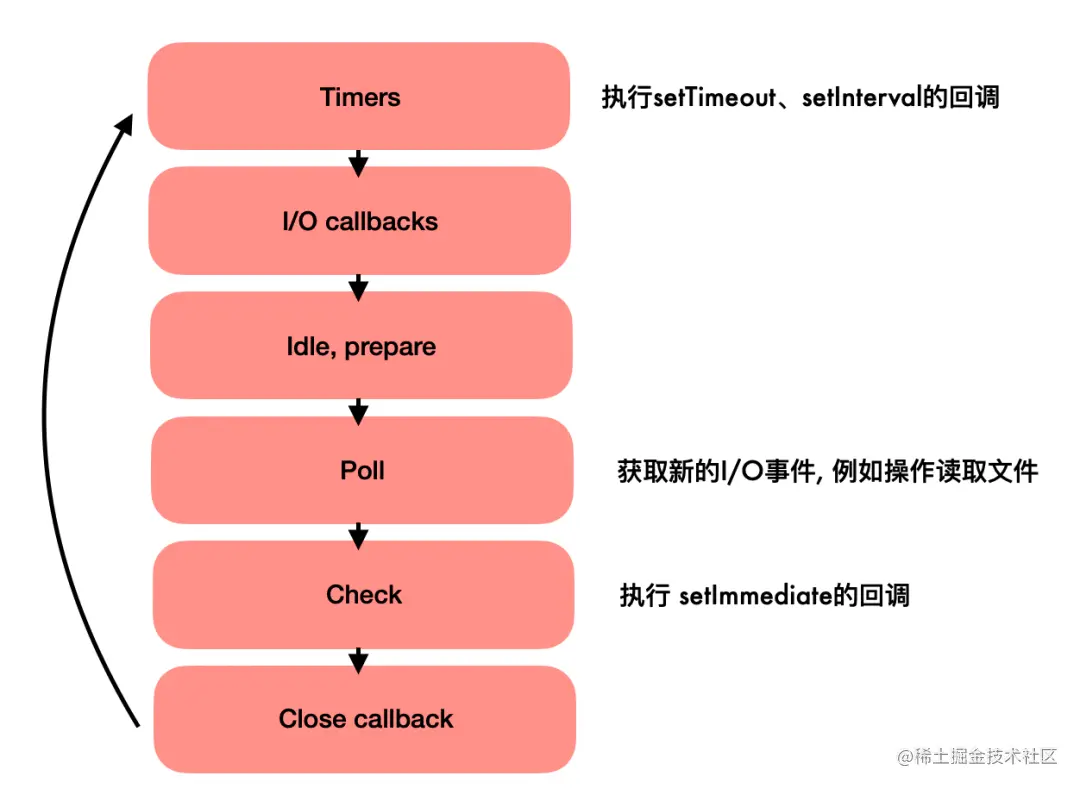 Timers 执行setTimeout、setInterval的回调
I/O callbacks
Idle, prepare
Poll 获取新的I/O事件, 例如操作读取文件
Check 执行 setImmediate的回调
Close callback
@稀土掘金技术社区